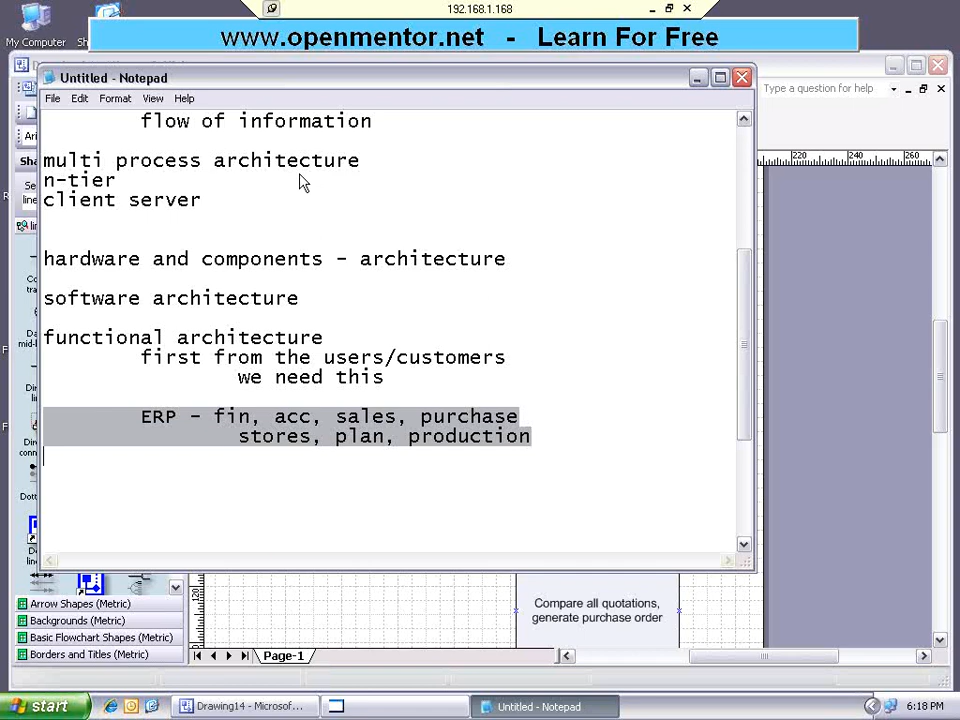 192.168.1.168
www.openmentor.net - Learn For Free
My Computer
Untitled - Notepad
File Edit Format View Help
Type a question for help
flow of information
multi process architecture
n-tier
client server
hardware and components - architecture
software architecture
functional architecture
first from the users/customers
we need this
ERP - fin, acc, sales, purchase
stores, plan, production
220 240 260
120
Compare all quotations,
generate purchase order
Arrow Shapes (Metric)
Backgrounds (Metric)
Basic Flowchart Shapes (Metric)
Borders and Titles (Metric)
Page-1
start
Drawing14 - Microsof...
Untitled - Notepad
6:18 PM